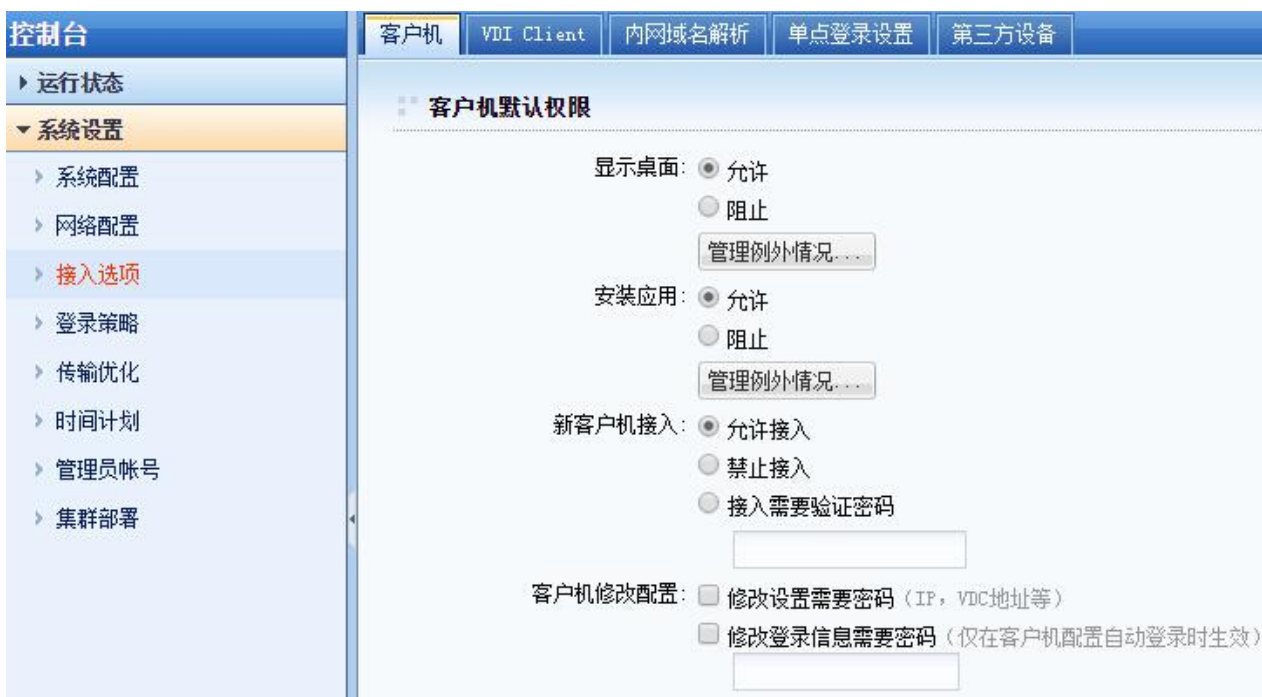 控制台
运行状态
系统设置
系统配置
网络配置
接入选项
登录策略
传输优化
时间计划
管理员帐号
集群部署
客户机 VDI Client 内网域名解析 单点登录设置 第三方设备
客户机默认权限
显示桌面: 允许
阻止
管理例外情况...
安装应用: 允许
阻止
管理例外情况...
新客户机接入: 允许接入
禁止接入
接入需要验证密码
客户机修改配置: 修改设置需要密码(IP，VDC地址等)
修改登录信息需要密码(仅在客户机配置自动登录时生效)